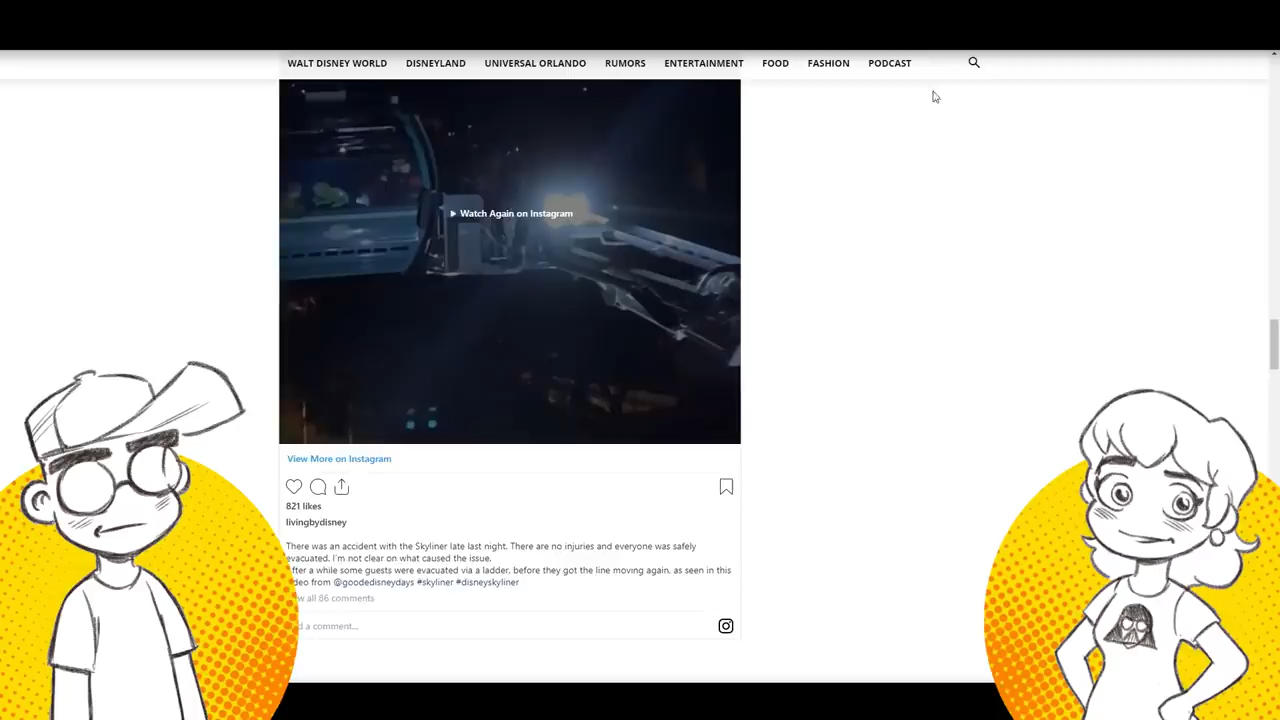 WALT DISNEY WORLD DISNEYLAND UNIVERSAL ORLANDO RUMORS ENTERTAINMENT FOOD FASHION PODCAST
Watch Again on Instagram
View More on Instagram
821 likes
livingbydisney
There was an accident with the Skyliner late last night. There are no injuries and everyone was safely
evacuated. I'm not clear on what caused the issue.
fter a while some guests were evacuated via a ladder, before they got the line moving again, as seen in this
deo from @goodedisneydays #skyliner #disneyskyliner
w all 86 comments
d a comment...